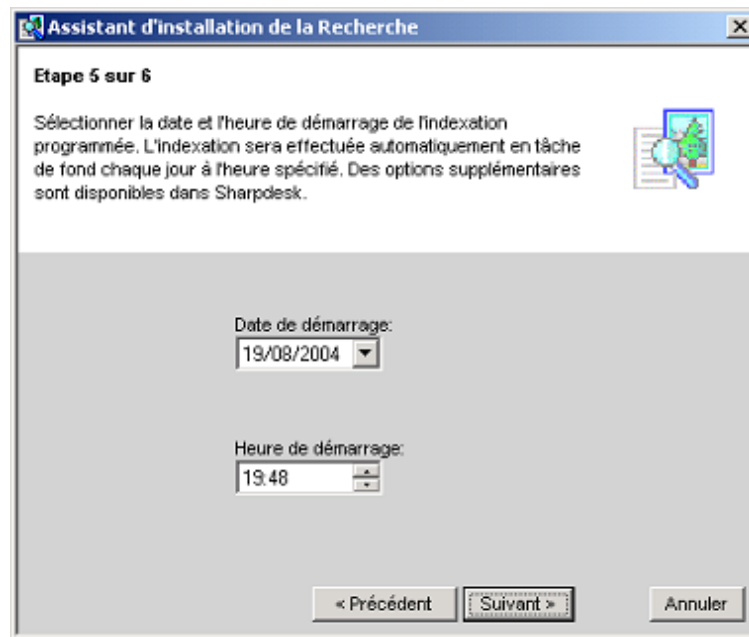 Assistant d'installation de la Recherche
Etape 5 sur 6
Sélectionner la date et l'heure de démarrage de l'indexation
programmée. L'indexation sera effectuée automatiquement en tâche
de fond chaque jour à l'heure spécifié. Des options supplémentaires
sont disponibles dans Sharpdesk.
Date de démarrage:
19/08/2004
Heure de démarrage:
19:48
« Précédent
Suivant »
Annuler